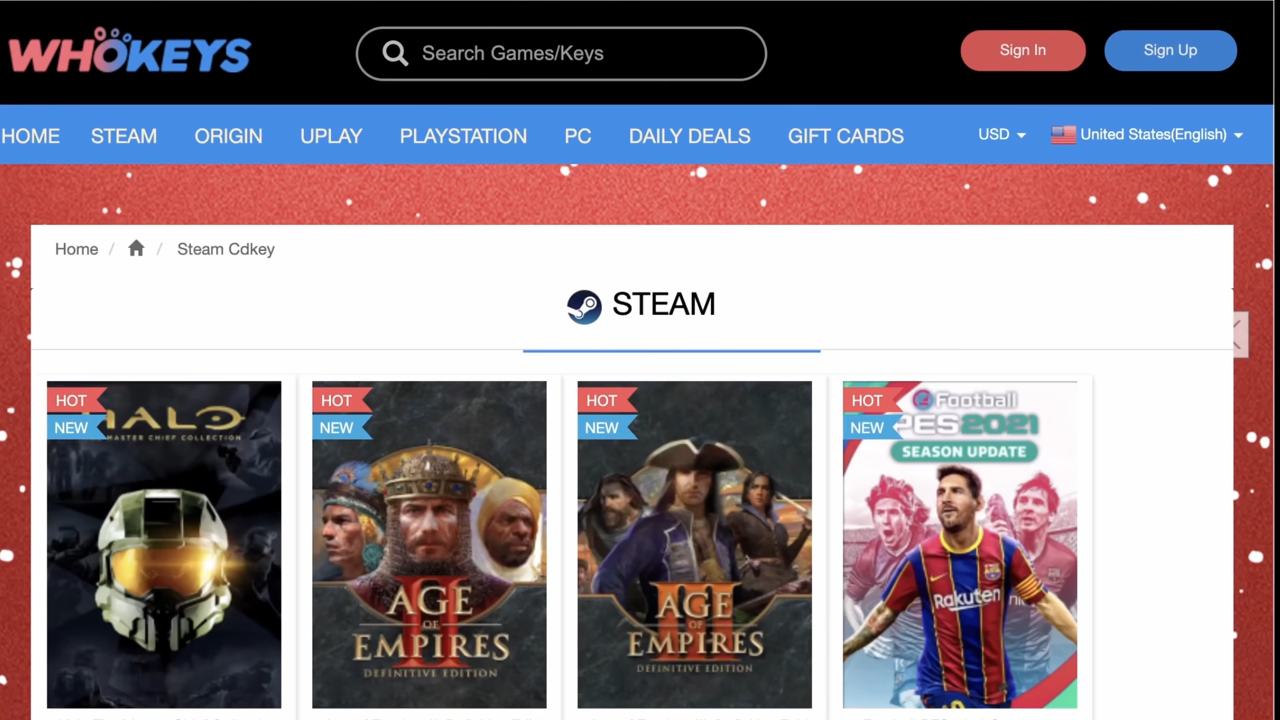 WHOKEYS
Search Games/Keys
Sign In
Sign Up
HOME STEAM ORIGIN UPLAY PLAYSTATION PC DAILY DEALS GIFT CARDS USD United States(English)
Home / / Steam Cdkey
STEAM
HOT
NEW
HALO
MASTER CHIEF COLLECTION
HOT
NEW
AGE
OF
EMPIRES
II
DEFINITIVE EDITION
HOT
NEW
AGE
OF
EMPIRES
III
DEFINITIVE EDITION
HOT
NEW
eFootball
PES2021
SEASON UPDATE
Rakuten